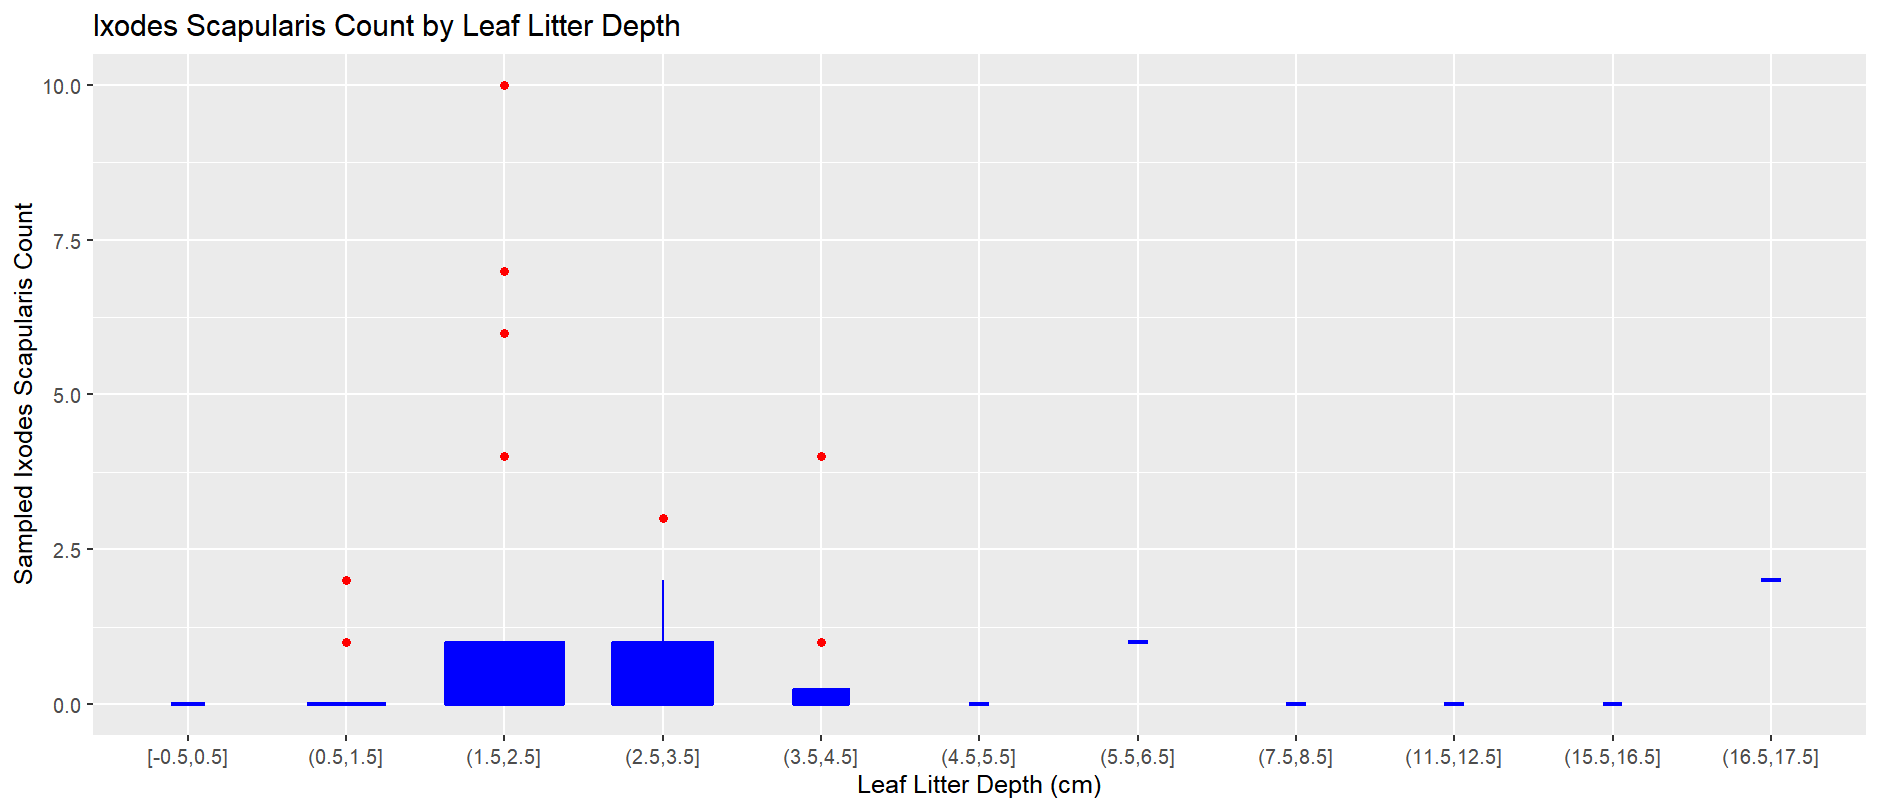 Ixodes Scapularis Count by Leaf Litter Depth
Sampled Ixodes Scapularis Count
10.0
7.5
5.0
2.5
0.0
[-0.5,0.5] (0.5,1.5] (1.5,2.5] (2.5,3.5] (3.5,4.5] (4.5,5.5] (5.5,6.5] (7.5,8.5] (11.5,12.5] (15.5,16.5] (16.5,17.5]
Leaf Litter Depth (cm)